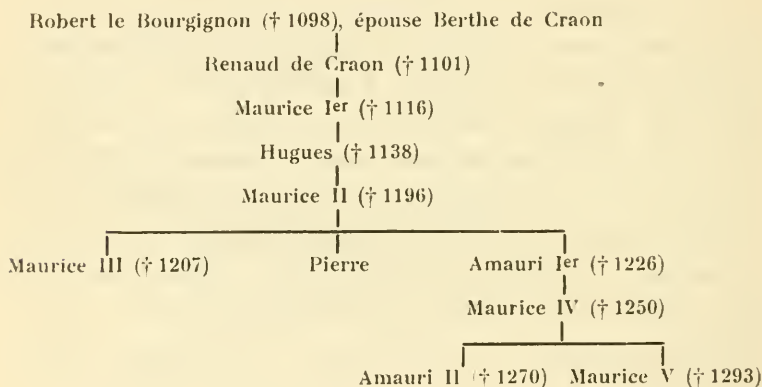 Robert le Bourgignon († 1098), épouse Berthe de Craon
Renaud de Craon († 1101)
Maurice Ier († 1116)
Hugues († 1138)
Maurice II († 1196)
Maurice III († 1207) Pierre Amauri Ier († 1226)
Maurice IV († 1250)
Amauri II († 1270) Maurice V († 1293)